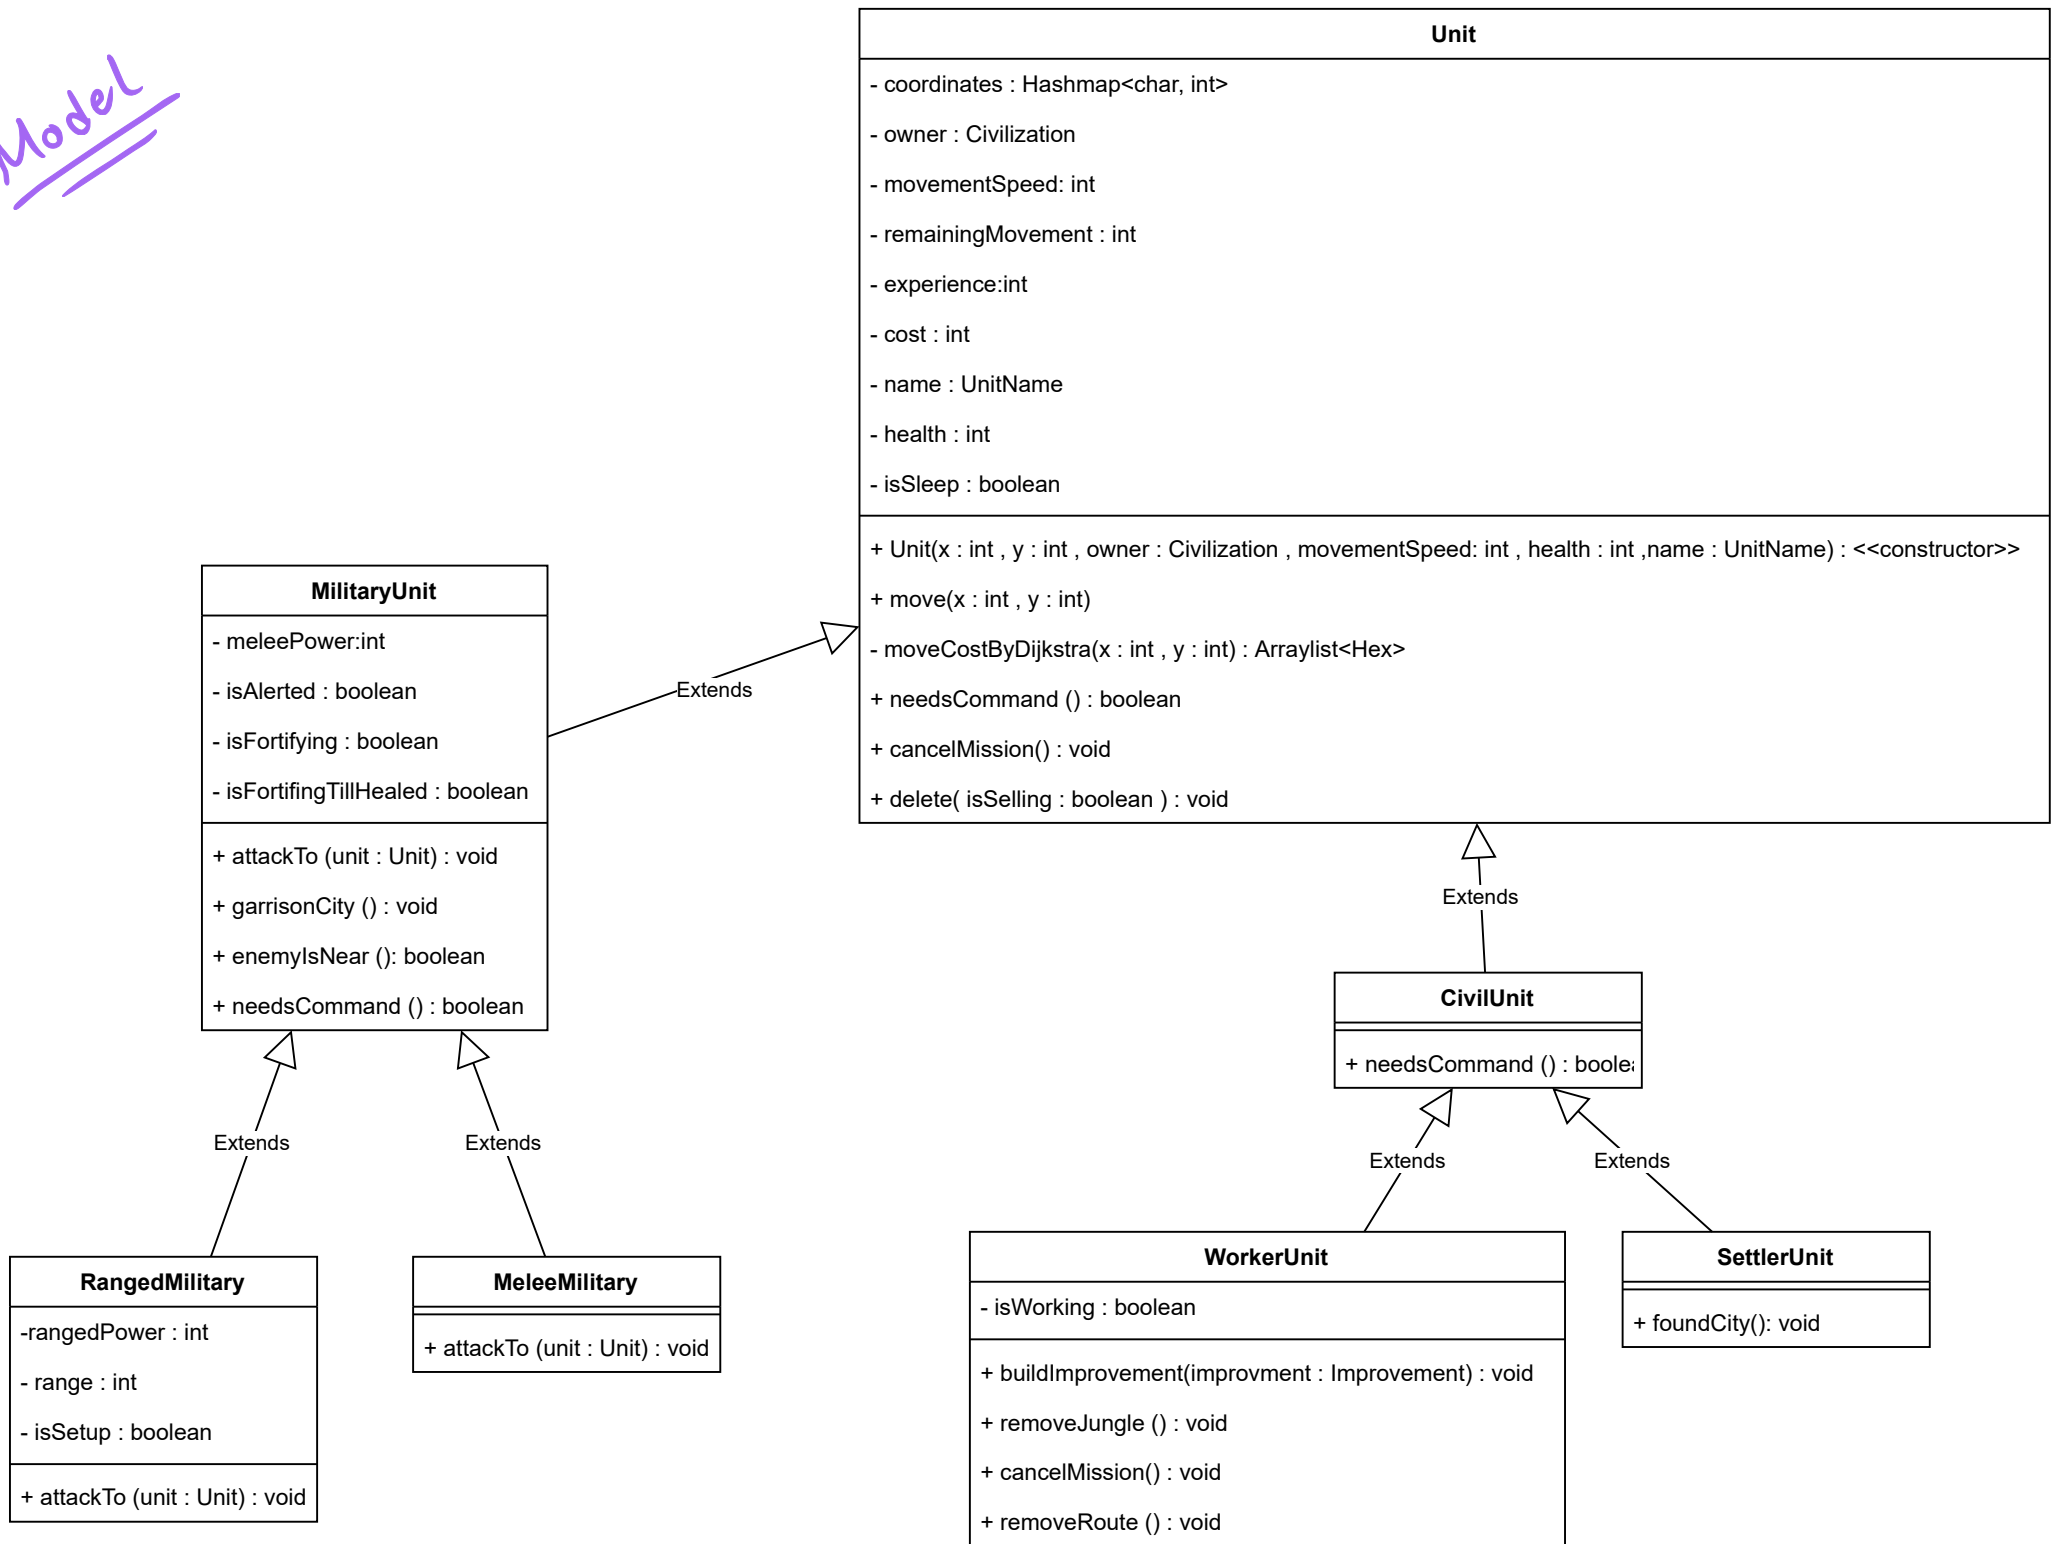 Model
Unit
- coordinates : Hashmap<char, int>
- owner : Civilization
- movementSpeed: int
- remainingMovement : int
- experience:int
- cost : int
- name : UnitName
- health : int
- isSleep : boolean
+ Unit(x : int , y : int , owner : Civilization , movementSpeed: int , health : int ,name : UnitName) : <<constructor>>
+ move(x : int , y : int)
- moveCostByDijkstra(x : int , y : int) : Arraylist<Hex>
+ needsCommand () : boolean
+ cancelMission() : void
+ delete( isSelling : boolean ) : void
MilitaryUnit
- meleePower:int
- isAlerted : boolean
- isFortifying : boolean
- isFortifingTillHealed : boolean
+ attackTo (unit : Unit) : void
+ garrisonCity () : void
+ enemyIsNear (): boolean
+ needsCommand () : boolean
Extends
Extends
CivilUnit
+ needsCommand () : boolea
Extends
Extends
Extends
Extends
RangedMilitary
-rangedPower : int
- range : int
- isSetup : boolean
+ attackTo (unit : Unit) : void
MeleeMilitary
+ attackTo (unit : Unit) : void
WorkerUnit
- isWorking : boolean
+ buildImprovement(improvment : Improvement) : void
+ removeJungle () : void
+ cancelMission() : void
+ removeRoute () : void
SettlerUnit
+ foundCity(): void